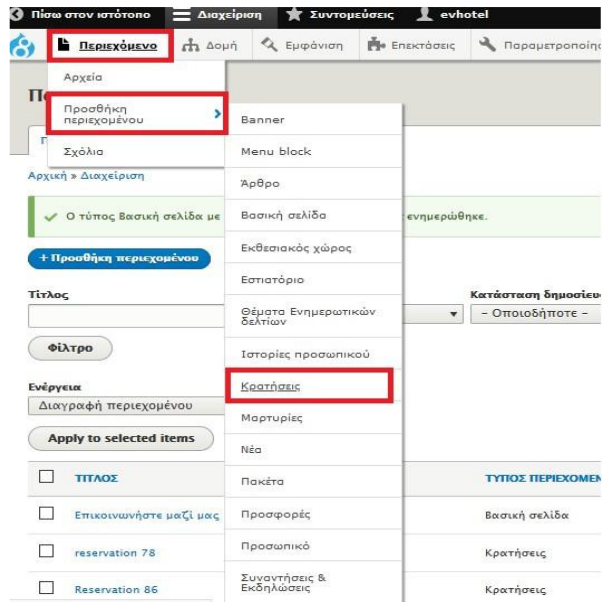 Πίσω στον ιστότοπο Διαχείριση Συντομεύσεις evhotel
Περιεχόμενο Δομή Εμφάνιση Επεκτάσεις
Αρχεία
Προσθήκη
περιεχομένου
Σχόλια
Banner
Menu block
Άρθρο
Βασική σελίδα
Εκθεσιακός χώρος
Εστιατόριο
Θέματα Ενημερωτικών
δελτίων
Ιστορίες προσωπικού
Κρατήσεις
Μαρτυρίες
Νέα
Πακέτα
Προσφορές
Προσωπικό
Συναντήσεις &
Εκδηλώσεις
Αρχική » Διαχείριση
Ο τύπος Βασική σελίδα με ενημερώθηκε.
+ Προσθήκη περιεχομένου
Τίτλος Κατάσταση δημοσίευ
- Οποιοδήποτε -
Φίλτρο
Ενέργεια
Διαγραφή περιεχομένου
Apply to selected items
ΤΙΤΛΟΣ ΤΥΠΟΣ ΠΕΡΙΕΧΟΜΕΝ
Επικοινωνήστε μαζί μας Βασική σελίδα
reservation 78 Κρατήσεις
Reservation 86 Κρατήσεις